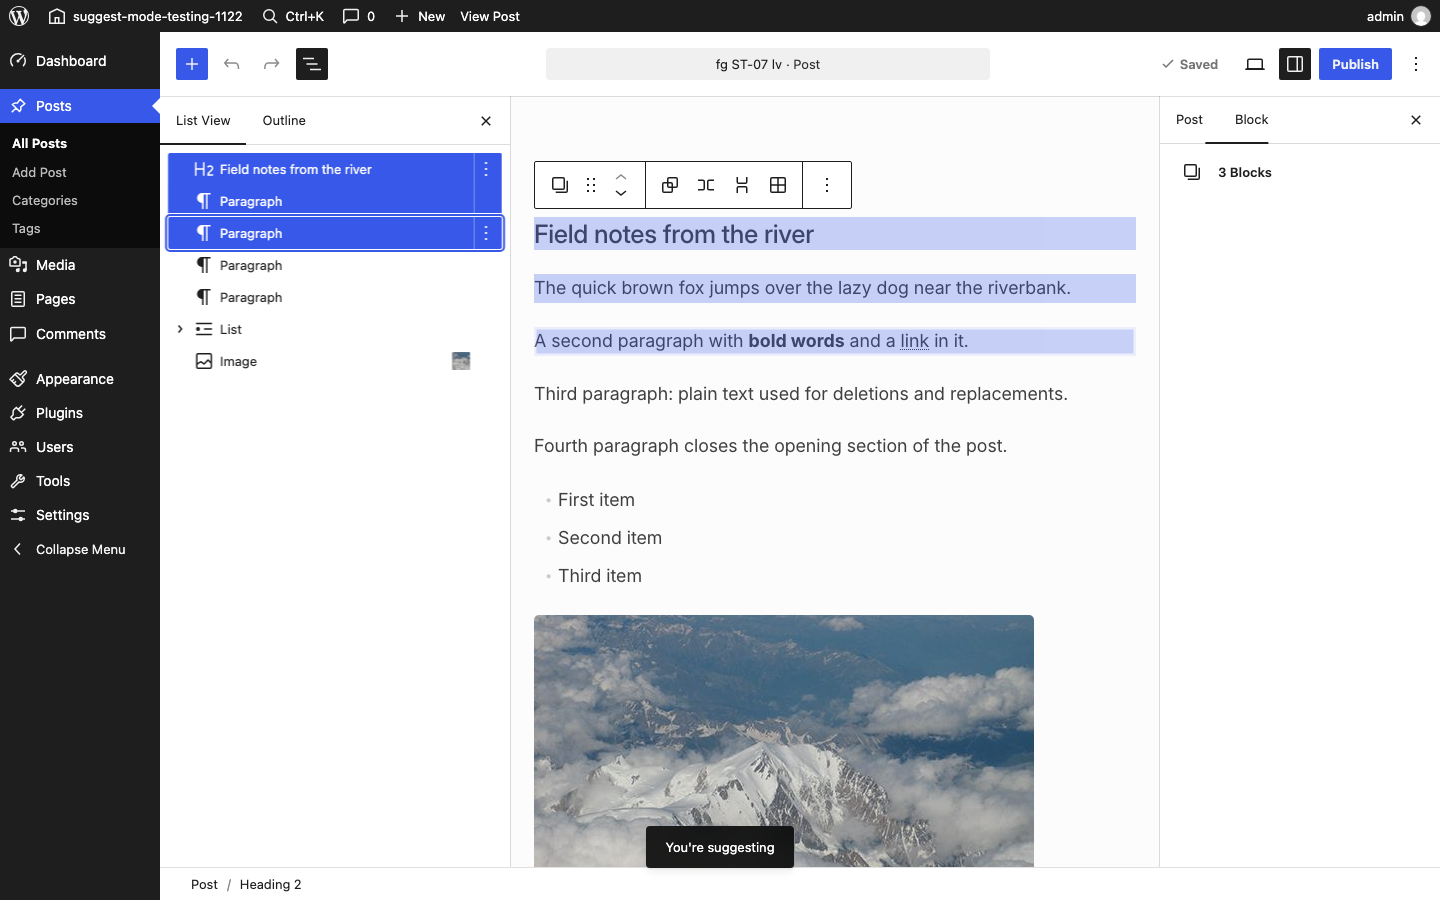 suggest-mode-testing-1122
Ctrl+K
0
New
View Post
admin
Dashboard
Posts
All Posts
Add Post
Categories
Tags
Media
Pages
Comments
Appearance
Plugins
Users
Tools
Settings
Collapse Menu
fg ST-07 lv · Post
Saved
Publish
List View
Outline
H2 Field notes from the river
Paragraph
Paragraph
Paragraph
Paragraph
List
Image
Field notes from the river
The quick brown fox jumps over the lazy dog near the riverbank.
A second paragraph with bold words and a link in it.
Third paragraph: plain text used for deletions and replacements.
Fourth paragraph closes the opening section of the post.
• First item
• Second item
• Third item
You're suggesting
Post
Block
3 Blocks
Post / Heading 2